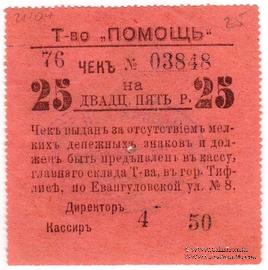 21104 25
Т-во „ПОМОЩЬ"
76 ЧЕКЪ № 03848
25 на 25
ДВАДЦ. ПЯТЬ Р.
Чекъ выданъ за отсутствіемъ мел-
кихъ денежныхъ знаковъ и дол-
женъ быть предъявленъ въ кассу,
главнаго склада Т-ва, въ гор. Тиф-
лисѣ, по Евангуловской ул. № 8.
Директоръ
Кассиръ 4 50